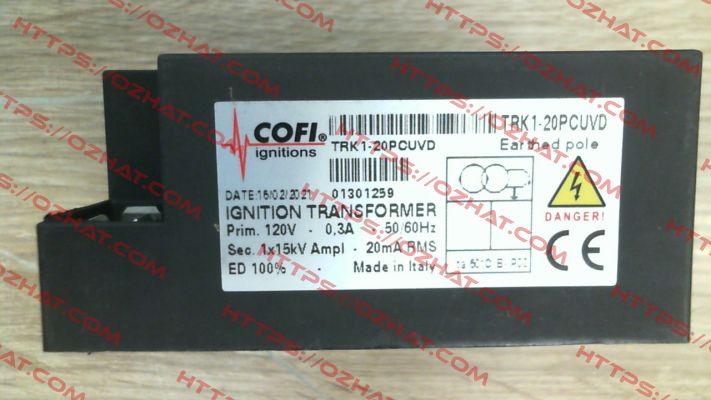 COFI®
ignitions
TRK1-20PCUVD
TRK1-20PCUVD
Earthed pole
DATE:16/02/2021
01301259
IGNITION TRANSFORMER
Prim. 120V - 0,3A - 50/60Hz
Sec. 1x15kV Ampl - 20mA RMS
ED 100% - Made in Italy
DANGER!
CE
HTTPS://OZHAT.COM